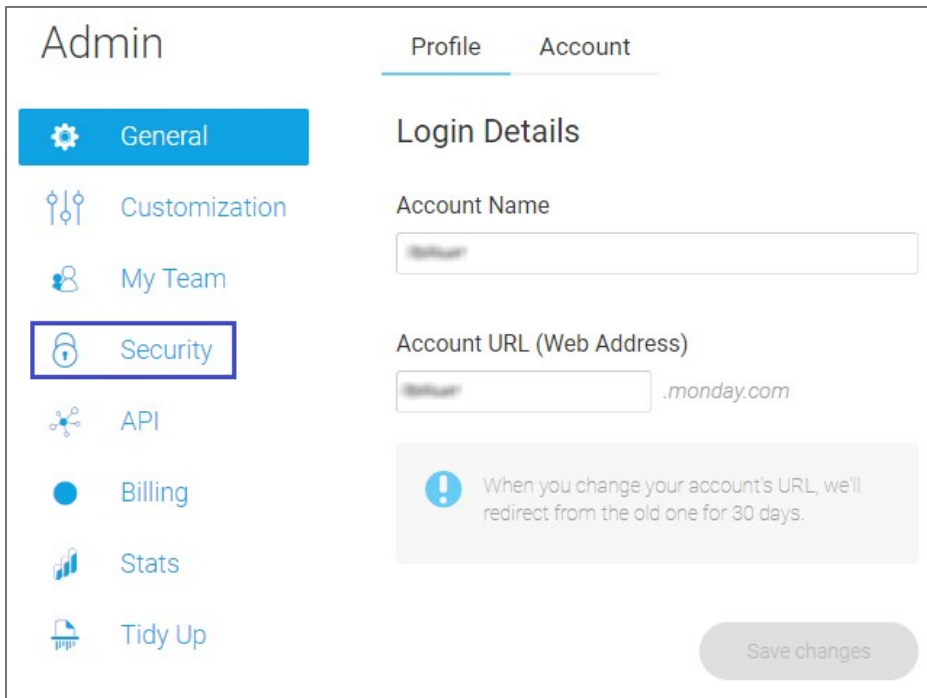 Admin
Profile Account
General
Customization
My Team
Security
API
Billing
Stats
Tidy Up
Login Details
Account Name
Account URL (Web Address)
.monday.com
When you change your account's URL, we'll
redirect from the old one for 30 days.
Save changes